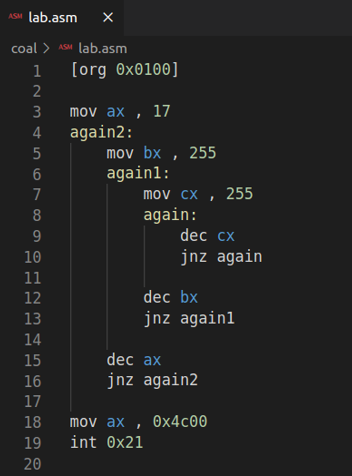 ASM lab.asm ×
coal > ASM lab.asm
1 [org 0x0100]
2
3 mov ax , 17
4 again2:
5 mov bx , 255
6 again1:
7 mov cx , 255
8 again:
9 dec cx
10 jnz again
11
12 dec bx
13 jnz again1
14
15 dec ax
16 jnz again2
17
18 mov ax , 0x4c00
19 int 0x21
20